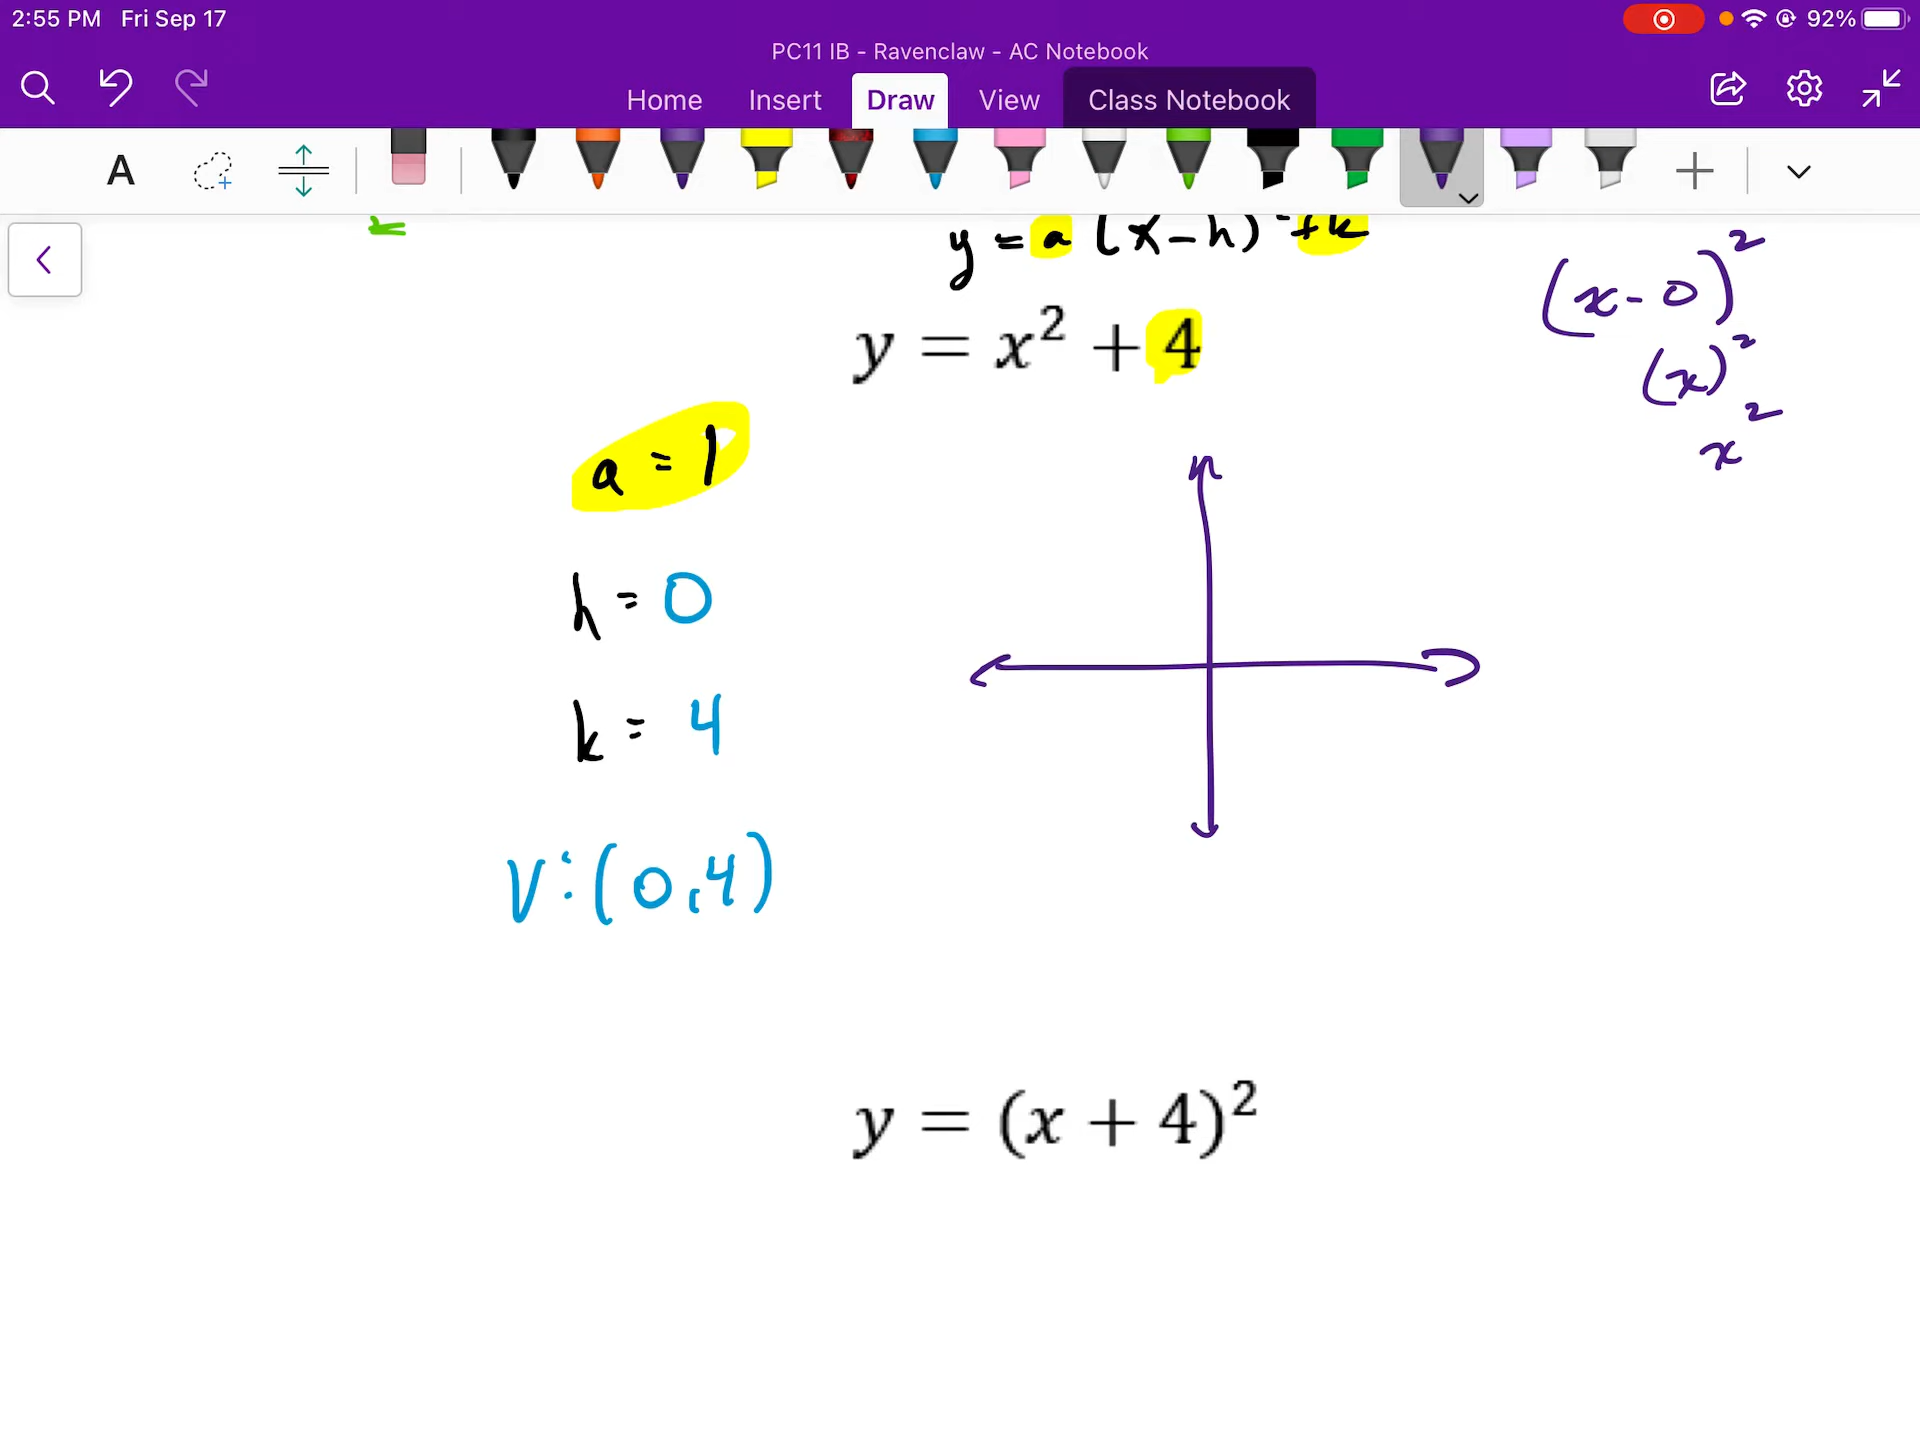 2:55 PM Fri Sep 17
92%
PC11 IB - Ravenclaw - AC Notebook
Home Insert Draw View Class Notebook
A
y = a (x-h)² + k
(x-0)²
y = x² + 4
(x)²
x²
a = 1
h = 0
k = 4
V: (0,4)
y = (x + 4)²